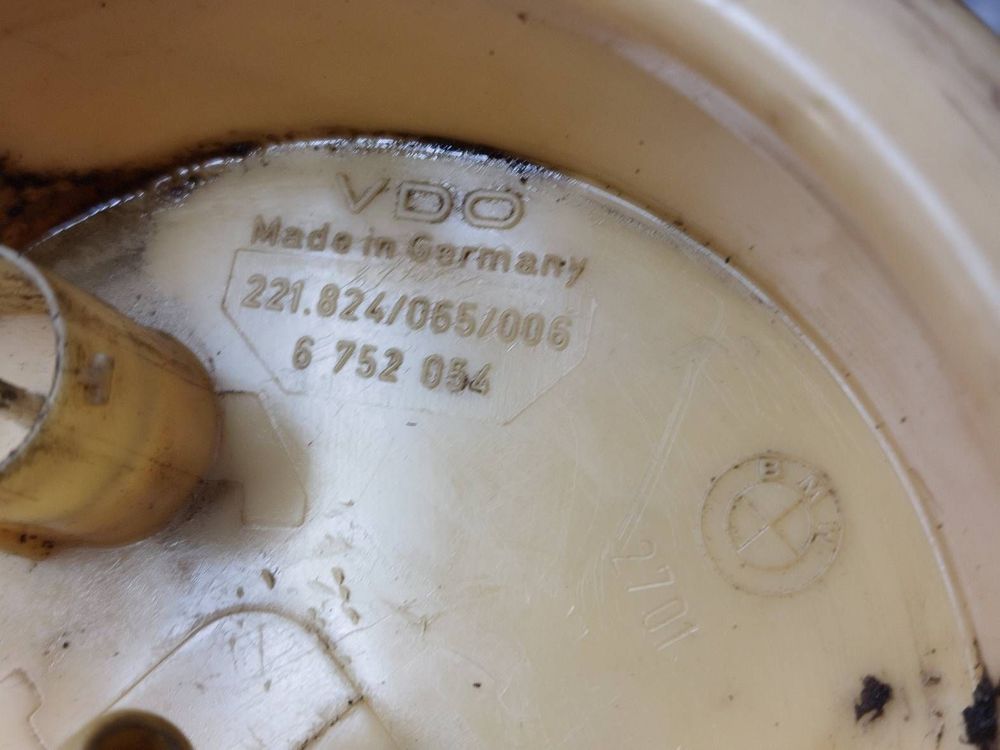 VDO
Made in Germany
221.824/065/006
6 752 054
BMW
2701